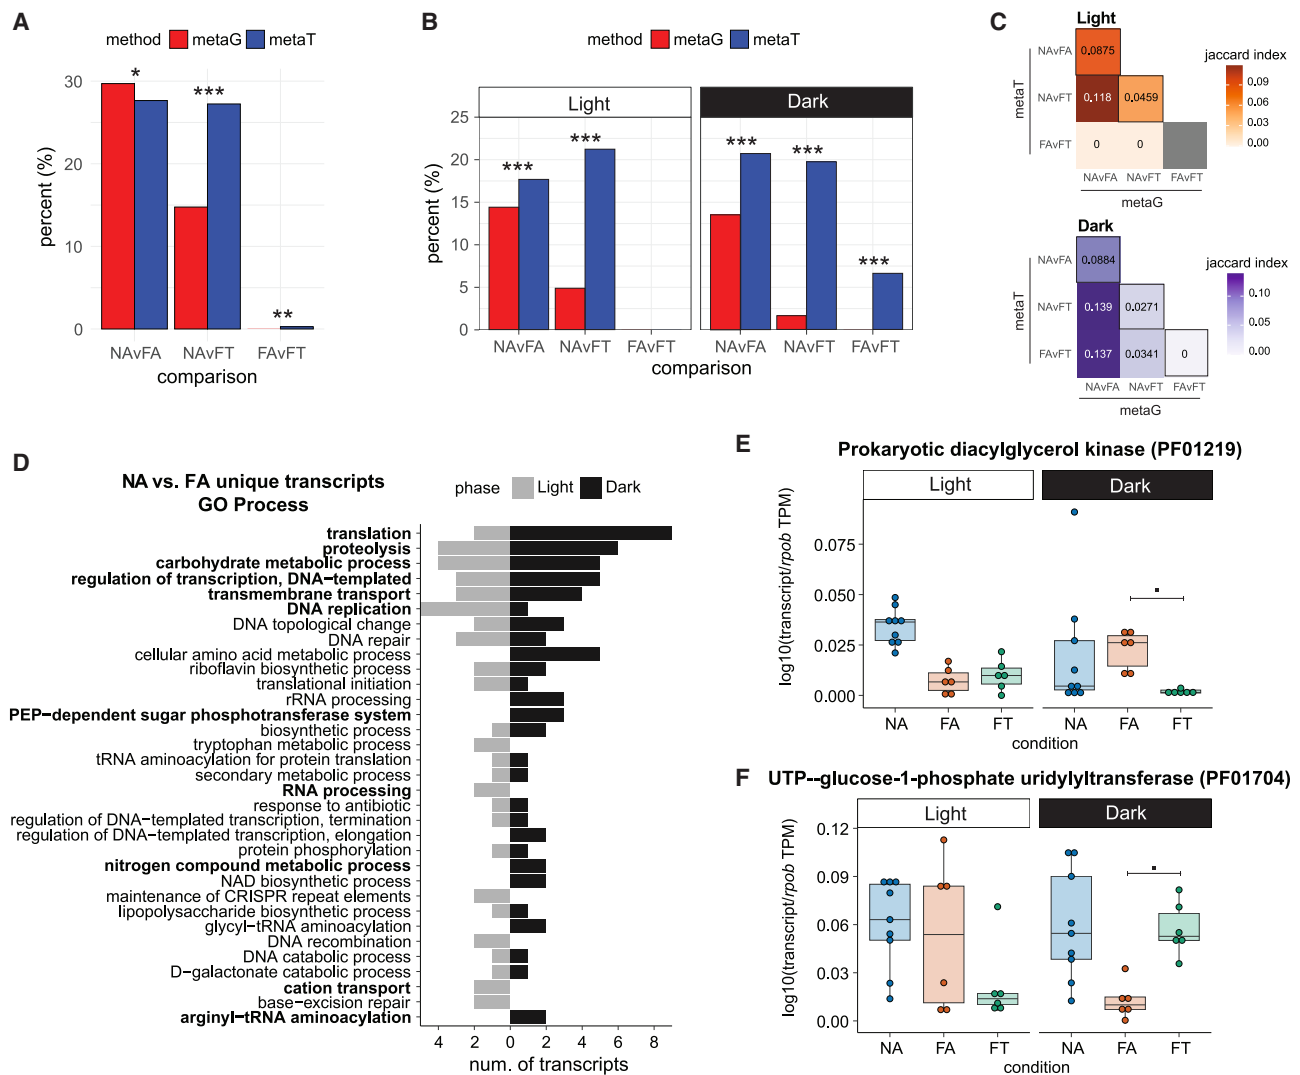 A
method metaG metaT
percent (%)
30
20
10
0
* *** **
NAvFA NAvFT FAvFT
comparison
B
method metaG metaT
Light Dark
percent (%)
25
20
15
10
5
0
*** *** *** *** ***
NAvFA NAvFT FAvFT NAvFA NAvFT FAvFT
comparison
C
Light
metaT
NAvFA 0.0875
NAvFT 0.118 0.0459
FAvFT 0 0
NAvFA NAvFT FAvFT
metaG
jaccard index
0.09
0.06
0.03
0.00
Dark
metaT
NAvFA 0.0884
NAvFT 0.139 0.0271
FAvFT 0.137 0.0341 0
NAvFA NAvFT FAvFT
metaG
jaccard index
0.10
0.05
0.00
D
NA vs. FA unique transcripts
GO Process
phase Light Dark
translation
proteolysis
carbohydrate metabolic process
regulation of transcription, DNA−templated
transmembrane transport
DNA replication
DNA topological change
DNA repair
cellular amino acid metabolic process
riboflavin biosynthetic process
translational initiation
rRNA processing
PEP−dependent sugar phosphotransferase system
biosynthetic process
tryptophan metabolic process
tRNA aminoacylation for protein translation
secondary metabolic process
RNA processing
response to antibiotic
regulation of DNA−templated transcription, termination
regulation of DNA−templated transcription, elongation
protein phosphorylation
nitrogen compound metabolic process
NAD biosynthetic process
maintenance of CRISPR repeat elements
lipopolysaccharide biosynthetic process
glycyl−tRNA aminoacylation
DNA recombination
DNA catabolic process
D−galactonate catabolic process
cation transport
base−excision repair
arginyl−tRNA aminoacylation
4 2 0 2 4 6 8
num. of transcripts
E
Prokaryotic diacylglycerol kinase (PF01219)
Light Dark
log10(transcript/rpob TPM)
0.075
0.050
0.025
0.000
NA FA FT NA FA FT
condition
F
UTP--glucose-1-phosphate uridylyltransferase (PF01704)
Light Dark
log10(transcript/rpob TPM)
0.12
0.09
0.06
0.03
0.00
NA FA FT NA FA FT
condition